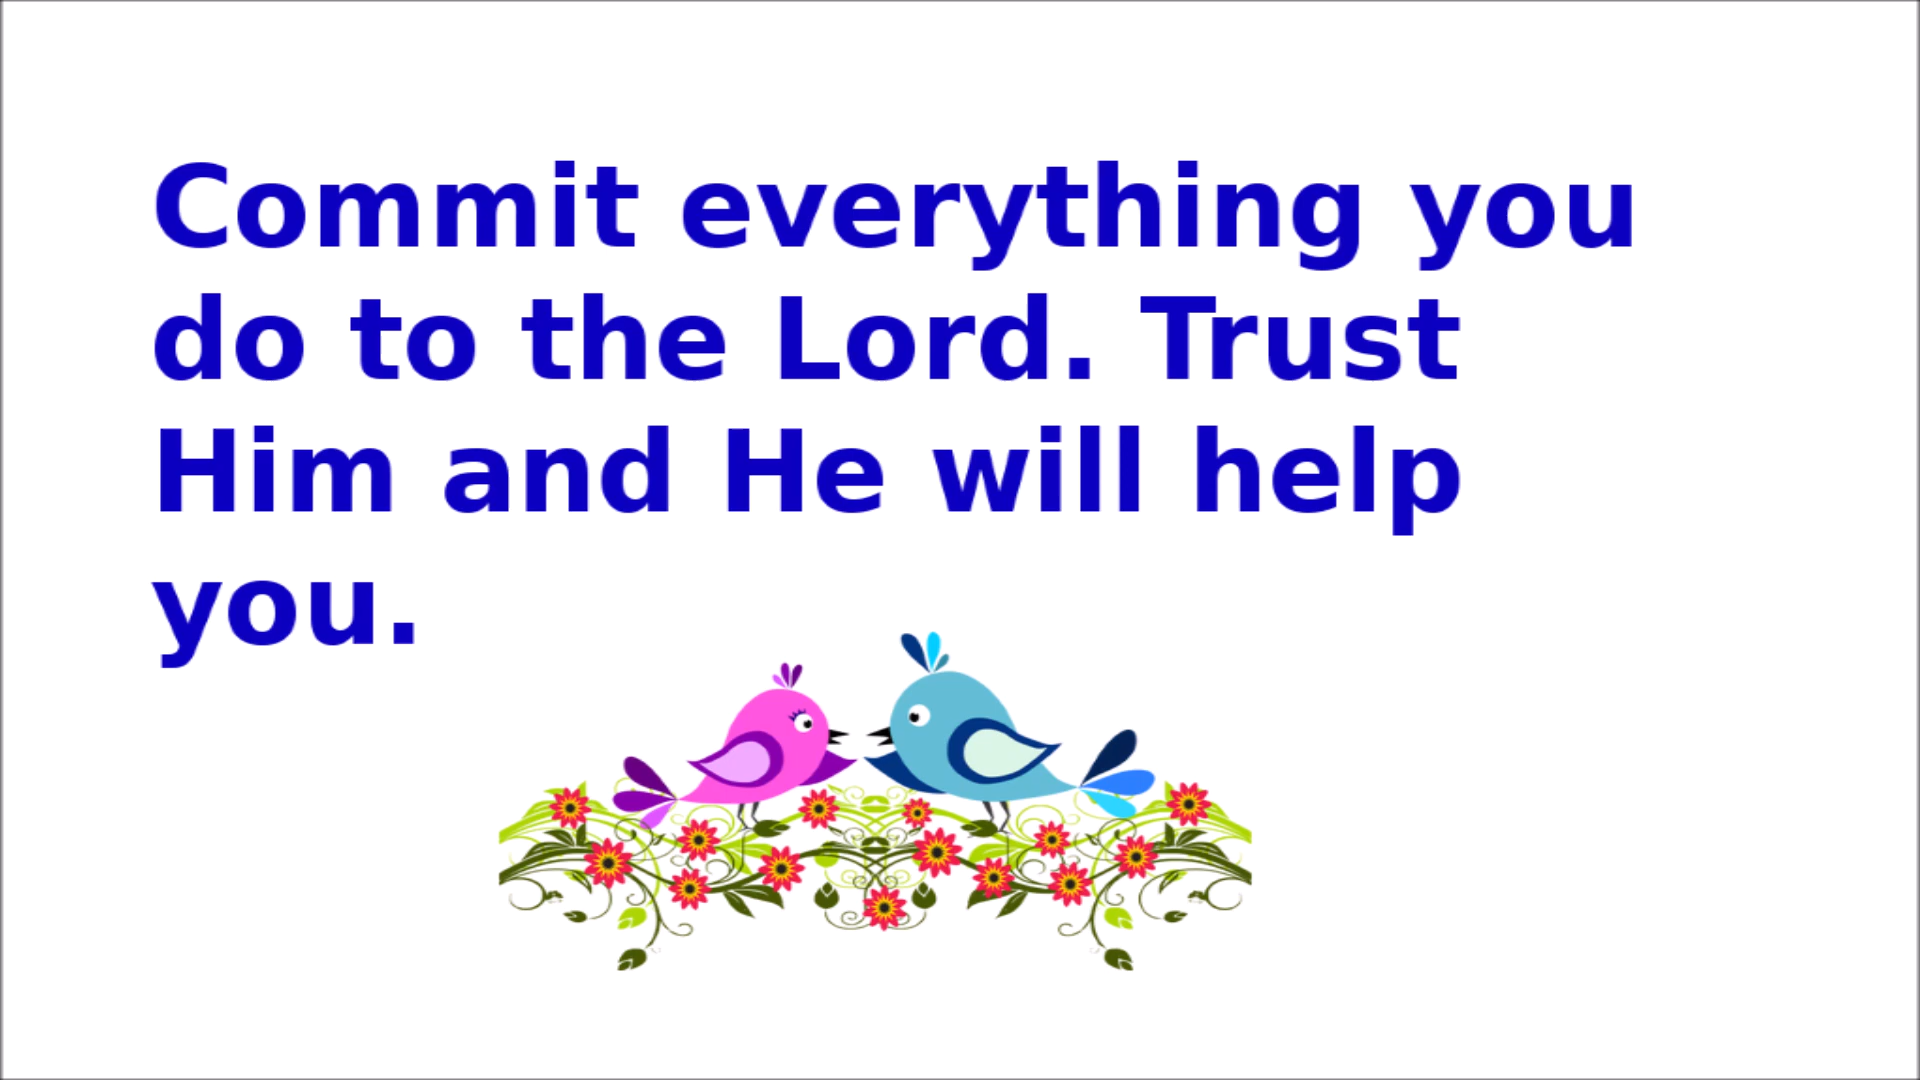 Commit everything you
do to the Lord. Trust
Him and He will help
you.